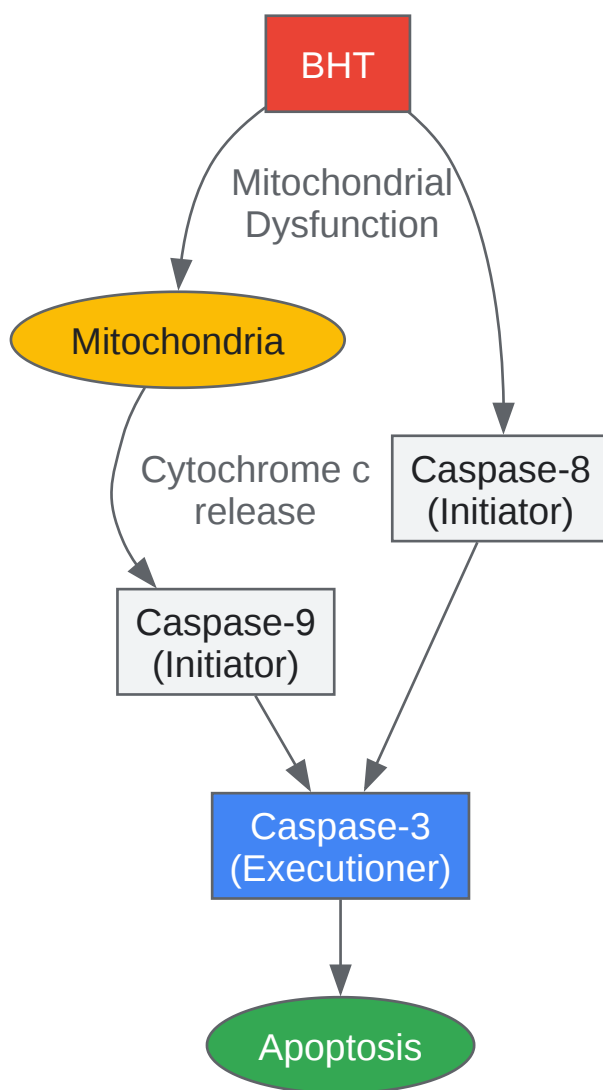 BHT
Mitochondrial
Dysfunction
Mitochondria
Cytochrome c
release
Caspase-8
(Initiator)
Caspase-9
(Initiator)
Caspase-3
(Executioner)
Apoptosis